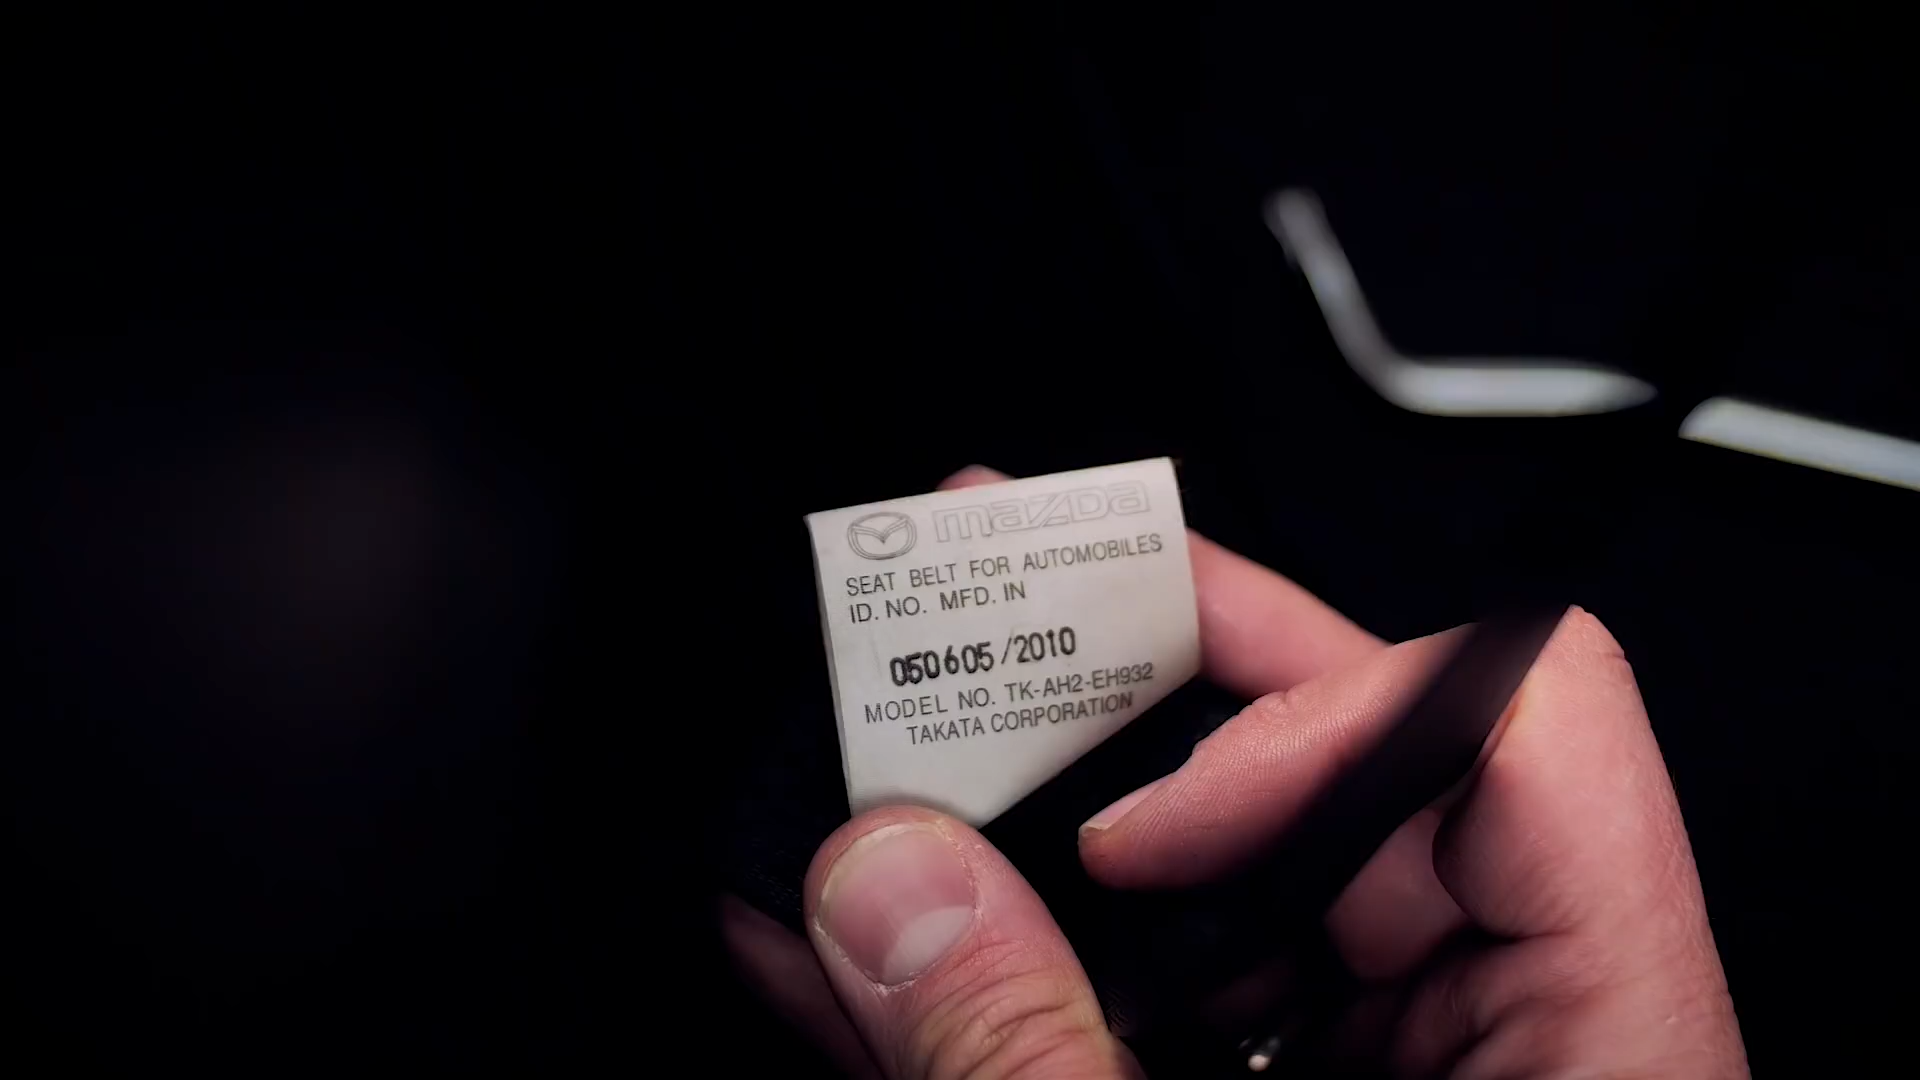 mazda
SEAT BELT FOR AUTOMOBILES
ID. NO. MFD. IN
050605/2010
MODEL NO. TK-AH2-EH932
TAKATA CORPORATION